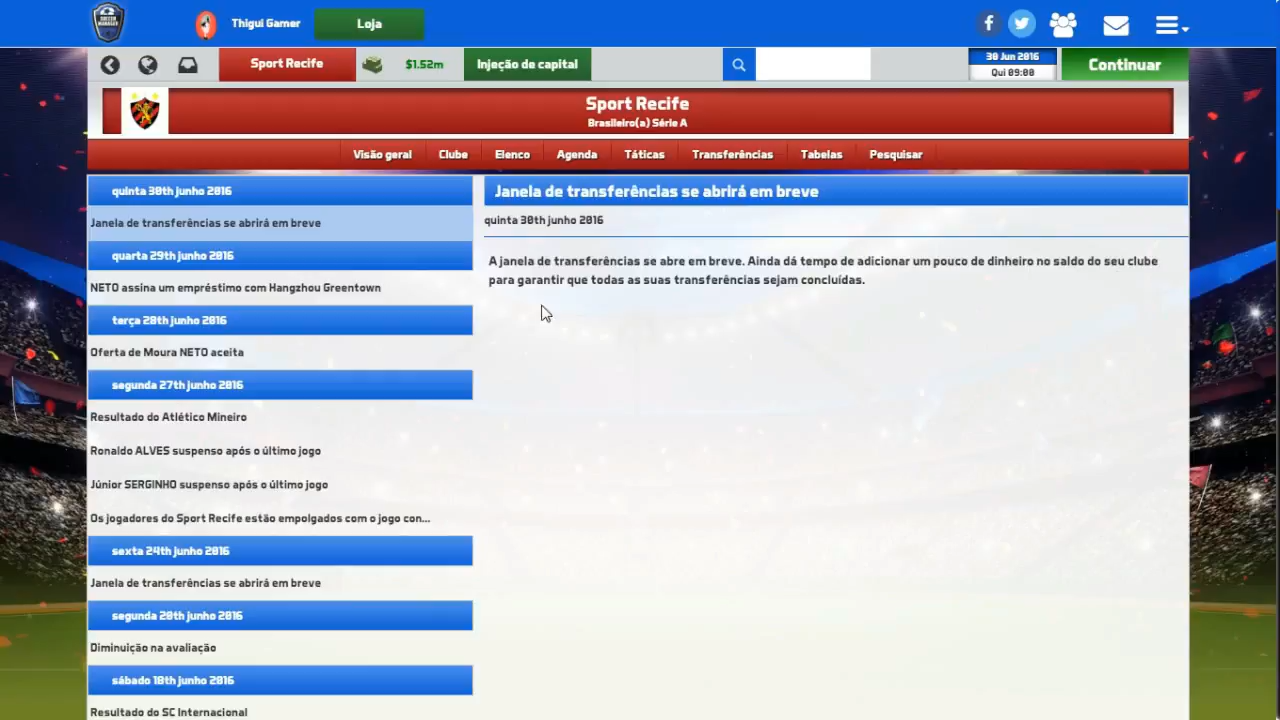 SOCCER MANAGER
Thigui Gamer
Loja
Sport Recife
$1.52m
Injeção de capital
30 Jun 2016
Qui 09:00
Continuar
Sport Recife
Brasileiro(a) Série A
Visão geral
Clube
Elenco
Agenda
Táticas
Transferências
Tabelas
Pesquisar
quinta 30th junho 2016
Janela de transferências se abrirá em breve
quarta 29th junho 2016
NETO assina um empréstimo com Hangzhou Greentown
terça 28th junho 2016
Oferta de Moura NETO aceita
segunda 27th junho 2016
Resultado do Atlético Mineiro
Ronaldo ALVES suspenso após o último jogo
Júnior SERGINHO suspenso após o último jogo
Os jogadores do Sport Recife estão empolgados com o jogo con...
sexta 24th junho 2016
Janela de transferências se abrirá em breve
segunda 20th junho 2016
Diminuição na avaliação
sábado 18th junho 2016
Resultado do SC Internacional
Janela de transferências se abrirá em breve
quinta 30th junho 2016
A janela de transferências se abre em breve. Ainda dá tempo de adicionar um pouco de dinheiro no saldo do seu clube
para garantir que todas as suas transferências sejam concluídas.